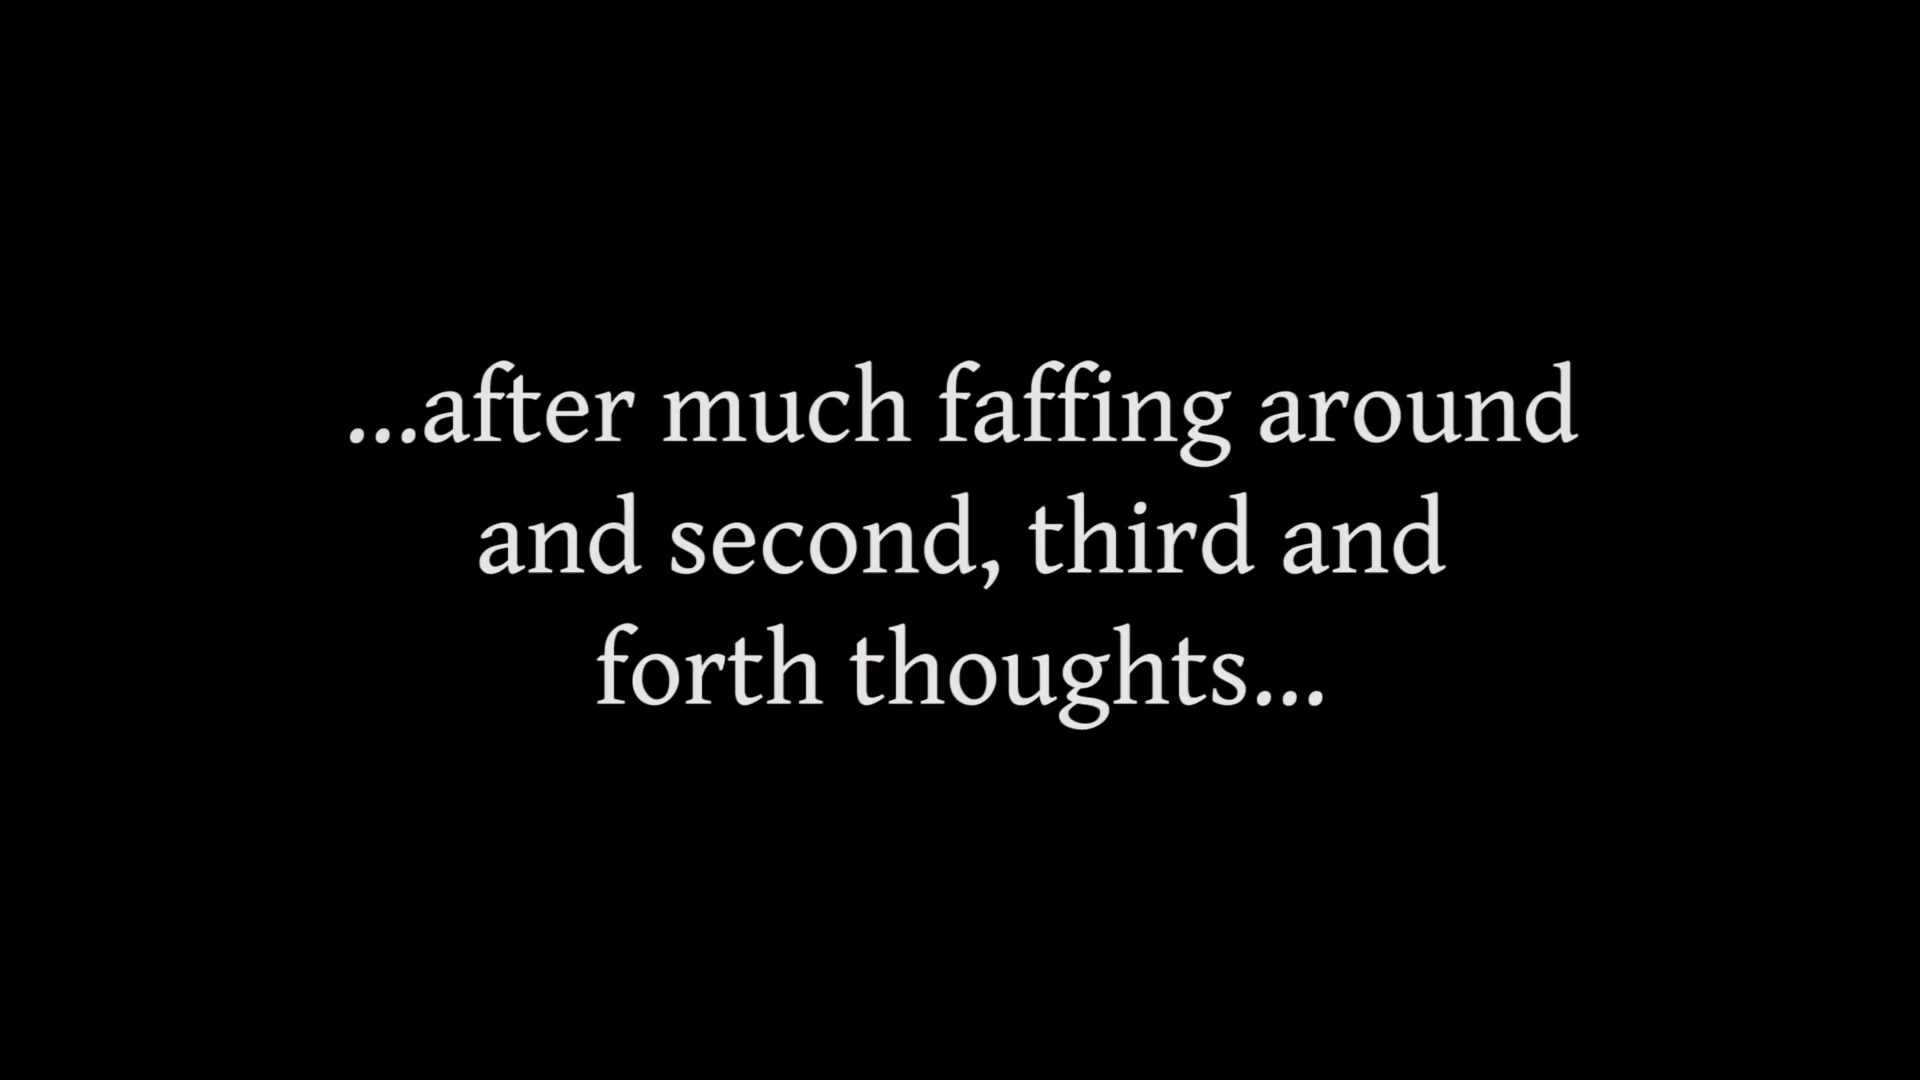 ...after much faffing around
and second, third and
forth thoughts...